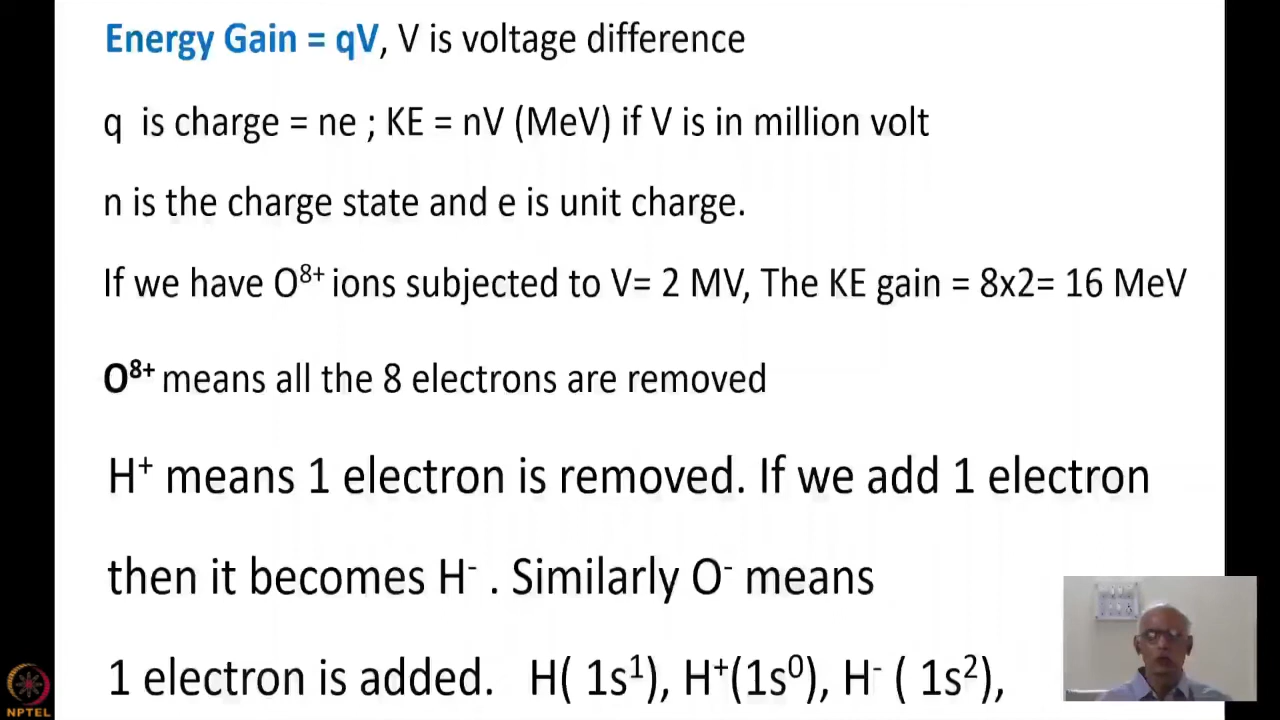 Energy Gain = qV, V is voltage difference
q is charge = ne ; KE = nV (MeV) if V is in million volt
n is the charge state and e is unit charge.
If we have O⁸⁺ ions subjected to V= 2 MV, The KE gain = 8x2= 16 MeV
O⁸⁺ means all the 8 electrons are removed
H⁺ means 1 electron is removed. If we add 1 electron
then it becomes H⁻ . Similarly O⁻ means
1 electron is added. H( 1s¹), H⁺(1s⁰), H⁻ ( 1s²),
NPTEL